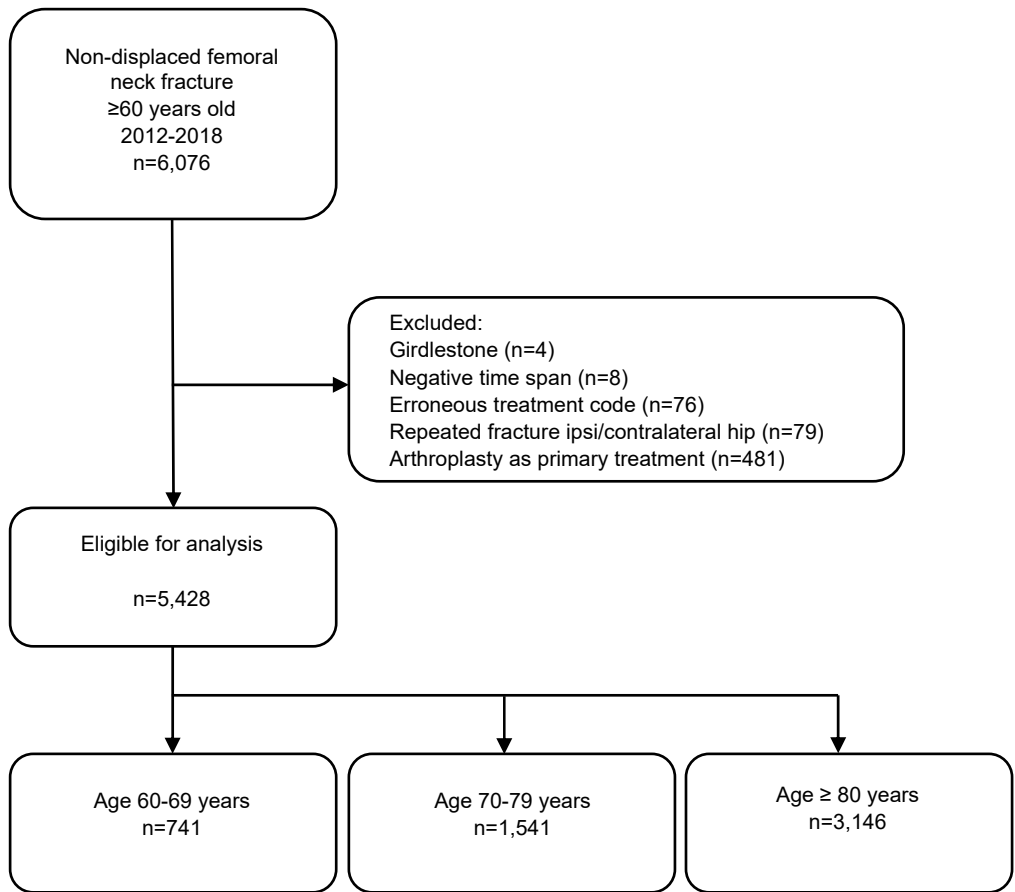 Non-displaced femoral
neck fracture
≥60 years old
2012-2018
n=6,076
Excluded:
Girdlestone (n=4)
Negative time span (n=8)
Erroneous treatment code (n=76)
Repeated fracture ipsi/contralateral hip (n=79)
Arthroplasty as primary treatment (n=481)
Eligible for analysis
n=5,428
Age 60-69 years
n=741
Age 70-79 years
n=1,541
Age ≥ 80 years
n=3,146